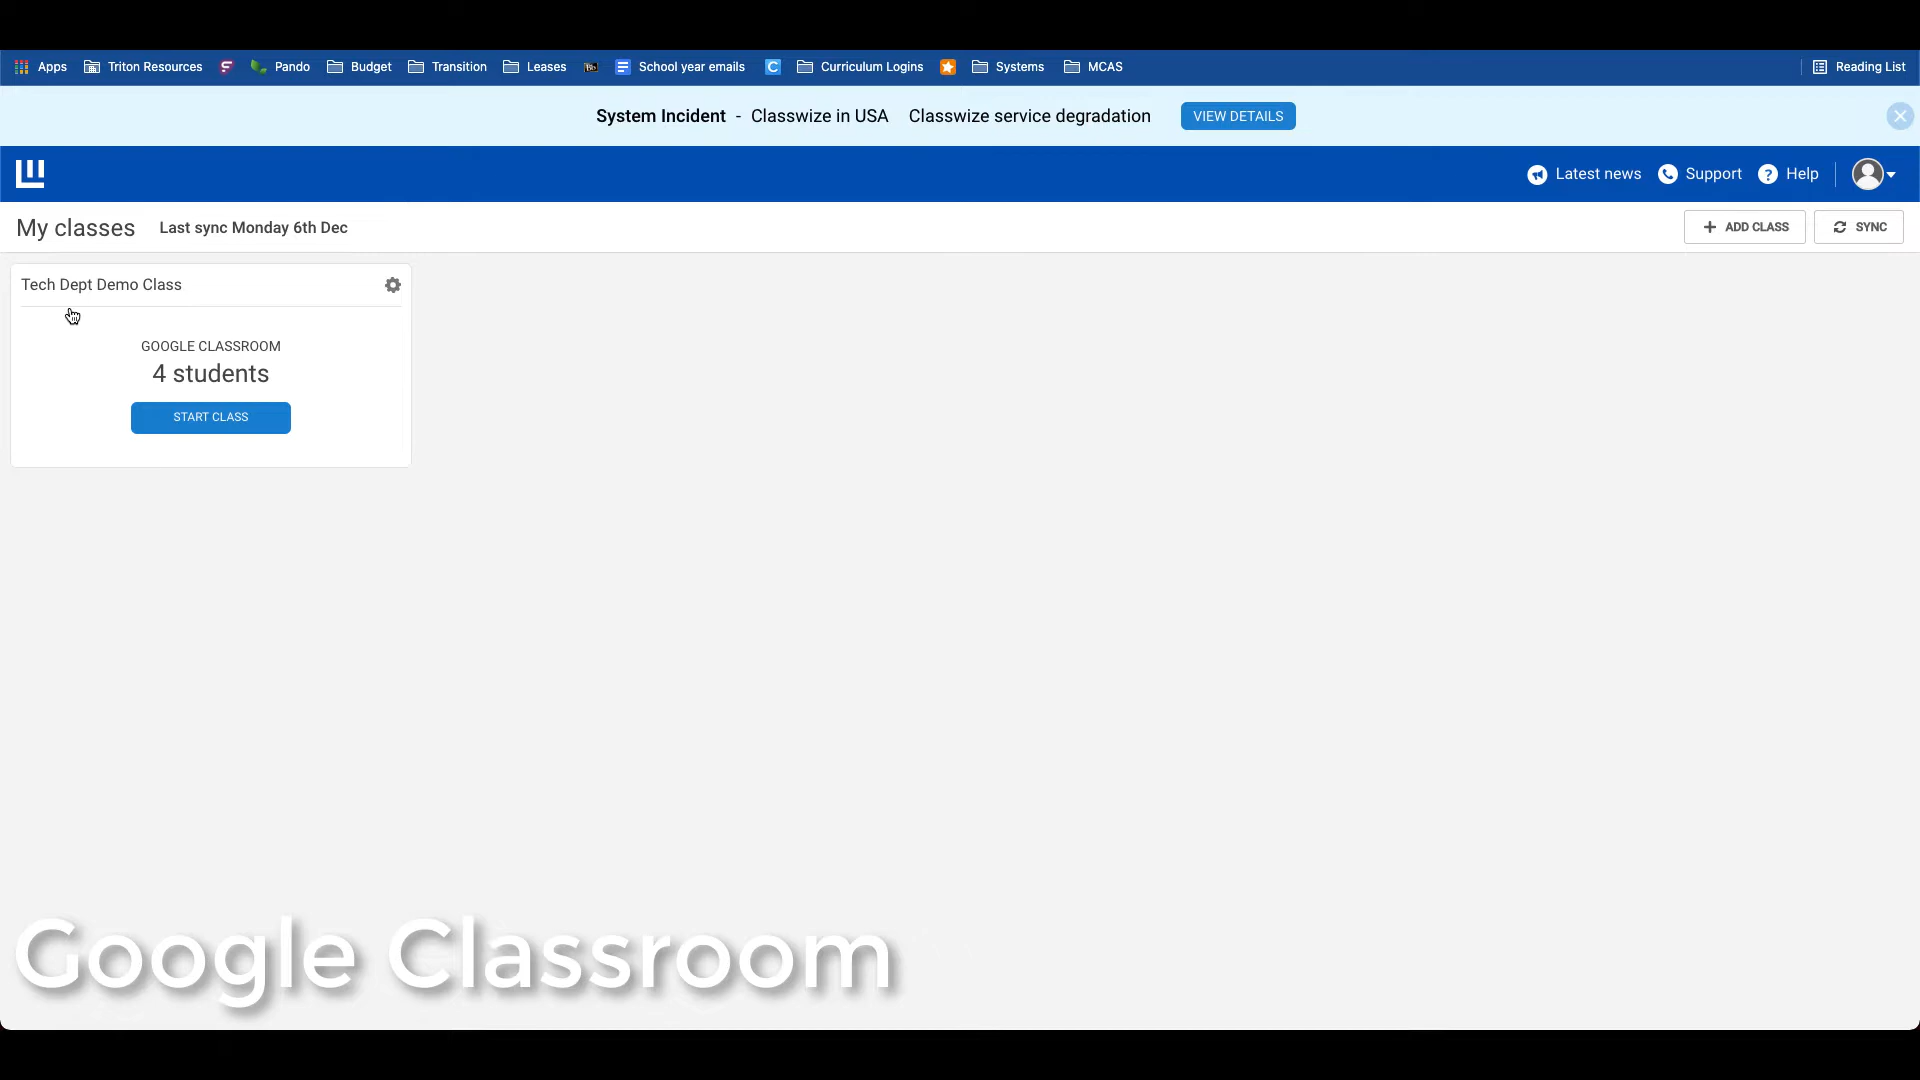 Apps Triton Resources Pando Budget Transition Leases School year emails C Curriculum Logins Systems MCAS Reading List
System Incident - Classwize in USA Classwize service degradation VIEW DETAILS
Latest news Support ? Help
My classes Last sync Monday 6th Dec + ADD CLASS SYNC
Tech Dept Demo Class
GOOGLE CLASSROOM
4 students
START CLASS
Google Classroom